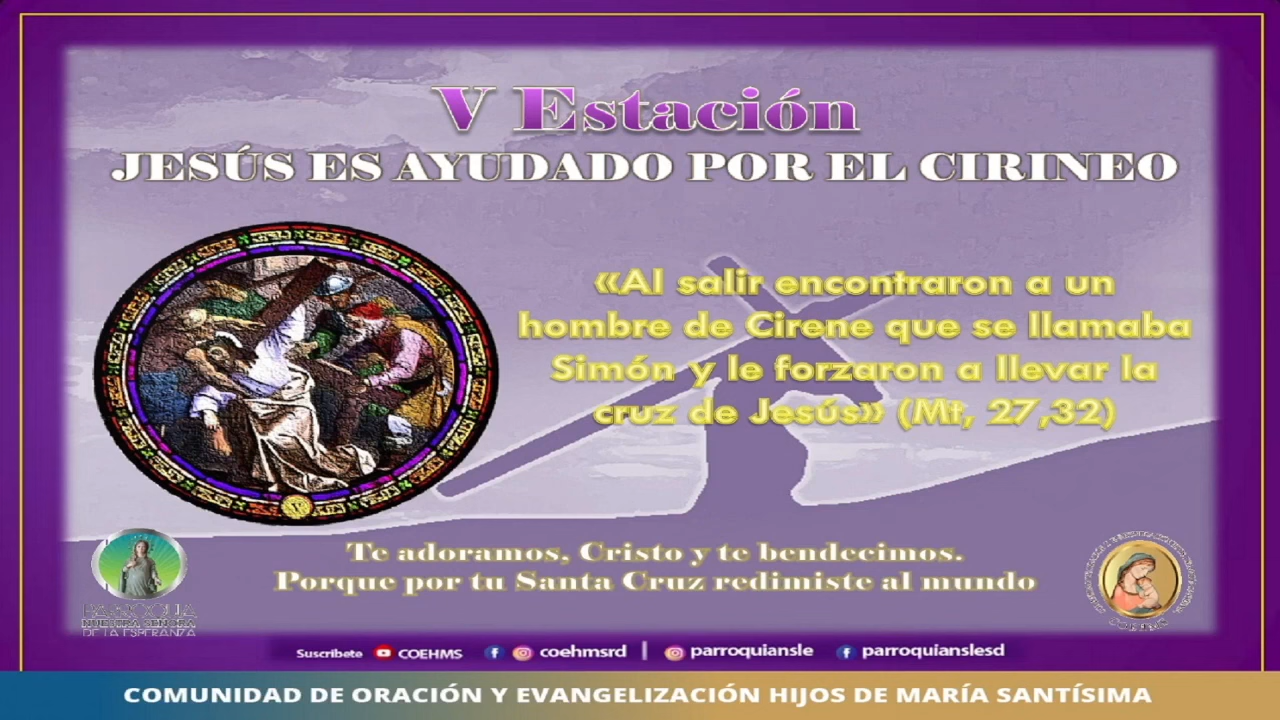 V Estación
JESÚS ES AYUDADO POR EL CIRINEO
«Al salir encontraron a un
hombre de Cirene que se llamaba
Simón y le forzaron a llevar la
cruz de Jesús» (Mt, 27,32)
V
Te adoramos, Cristo y te bendecimos.
Porque por tu Santa Cruz redimiste al mundo
PARROQUIA
NUESTRA SEÑORA
DE LA ESPERANZA
COEHMS
Suscribete COEHMS coehmsrd | parroquiansle parroquianslesd
COMUNIDAD DE ORACIÓN Y EVANGELIZACIÓN HIJOS DE MARÍA SANTÍSIMA